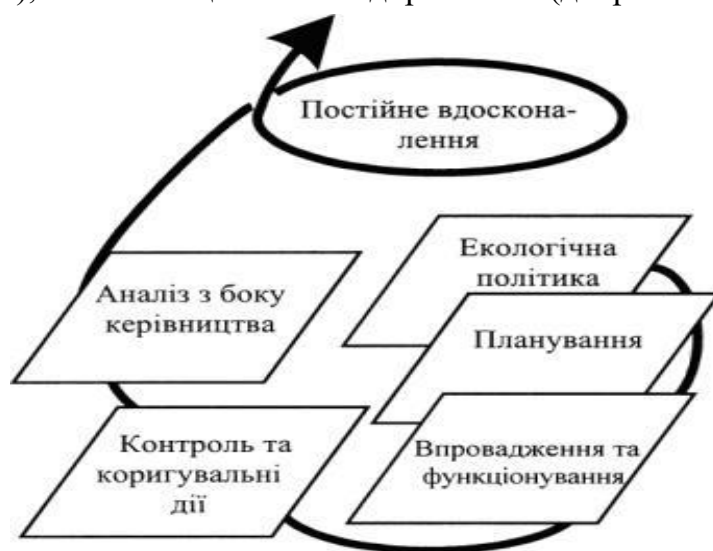 Постійне вдоскона-
лення
Екологічна
політика
Аналіз з боку
керівництва
Планування
Контроль та
коригувальні
дії
Впровадження та
функціонування